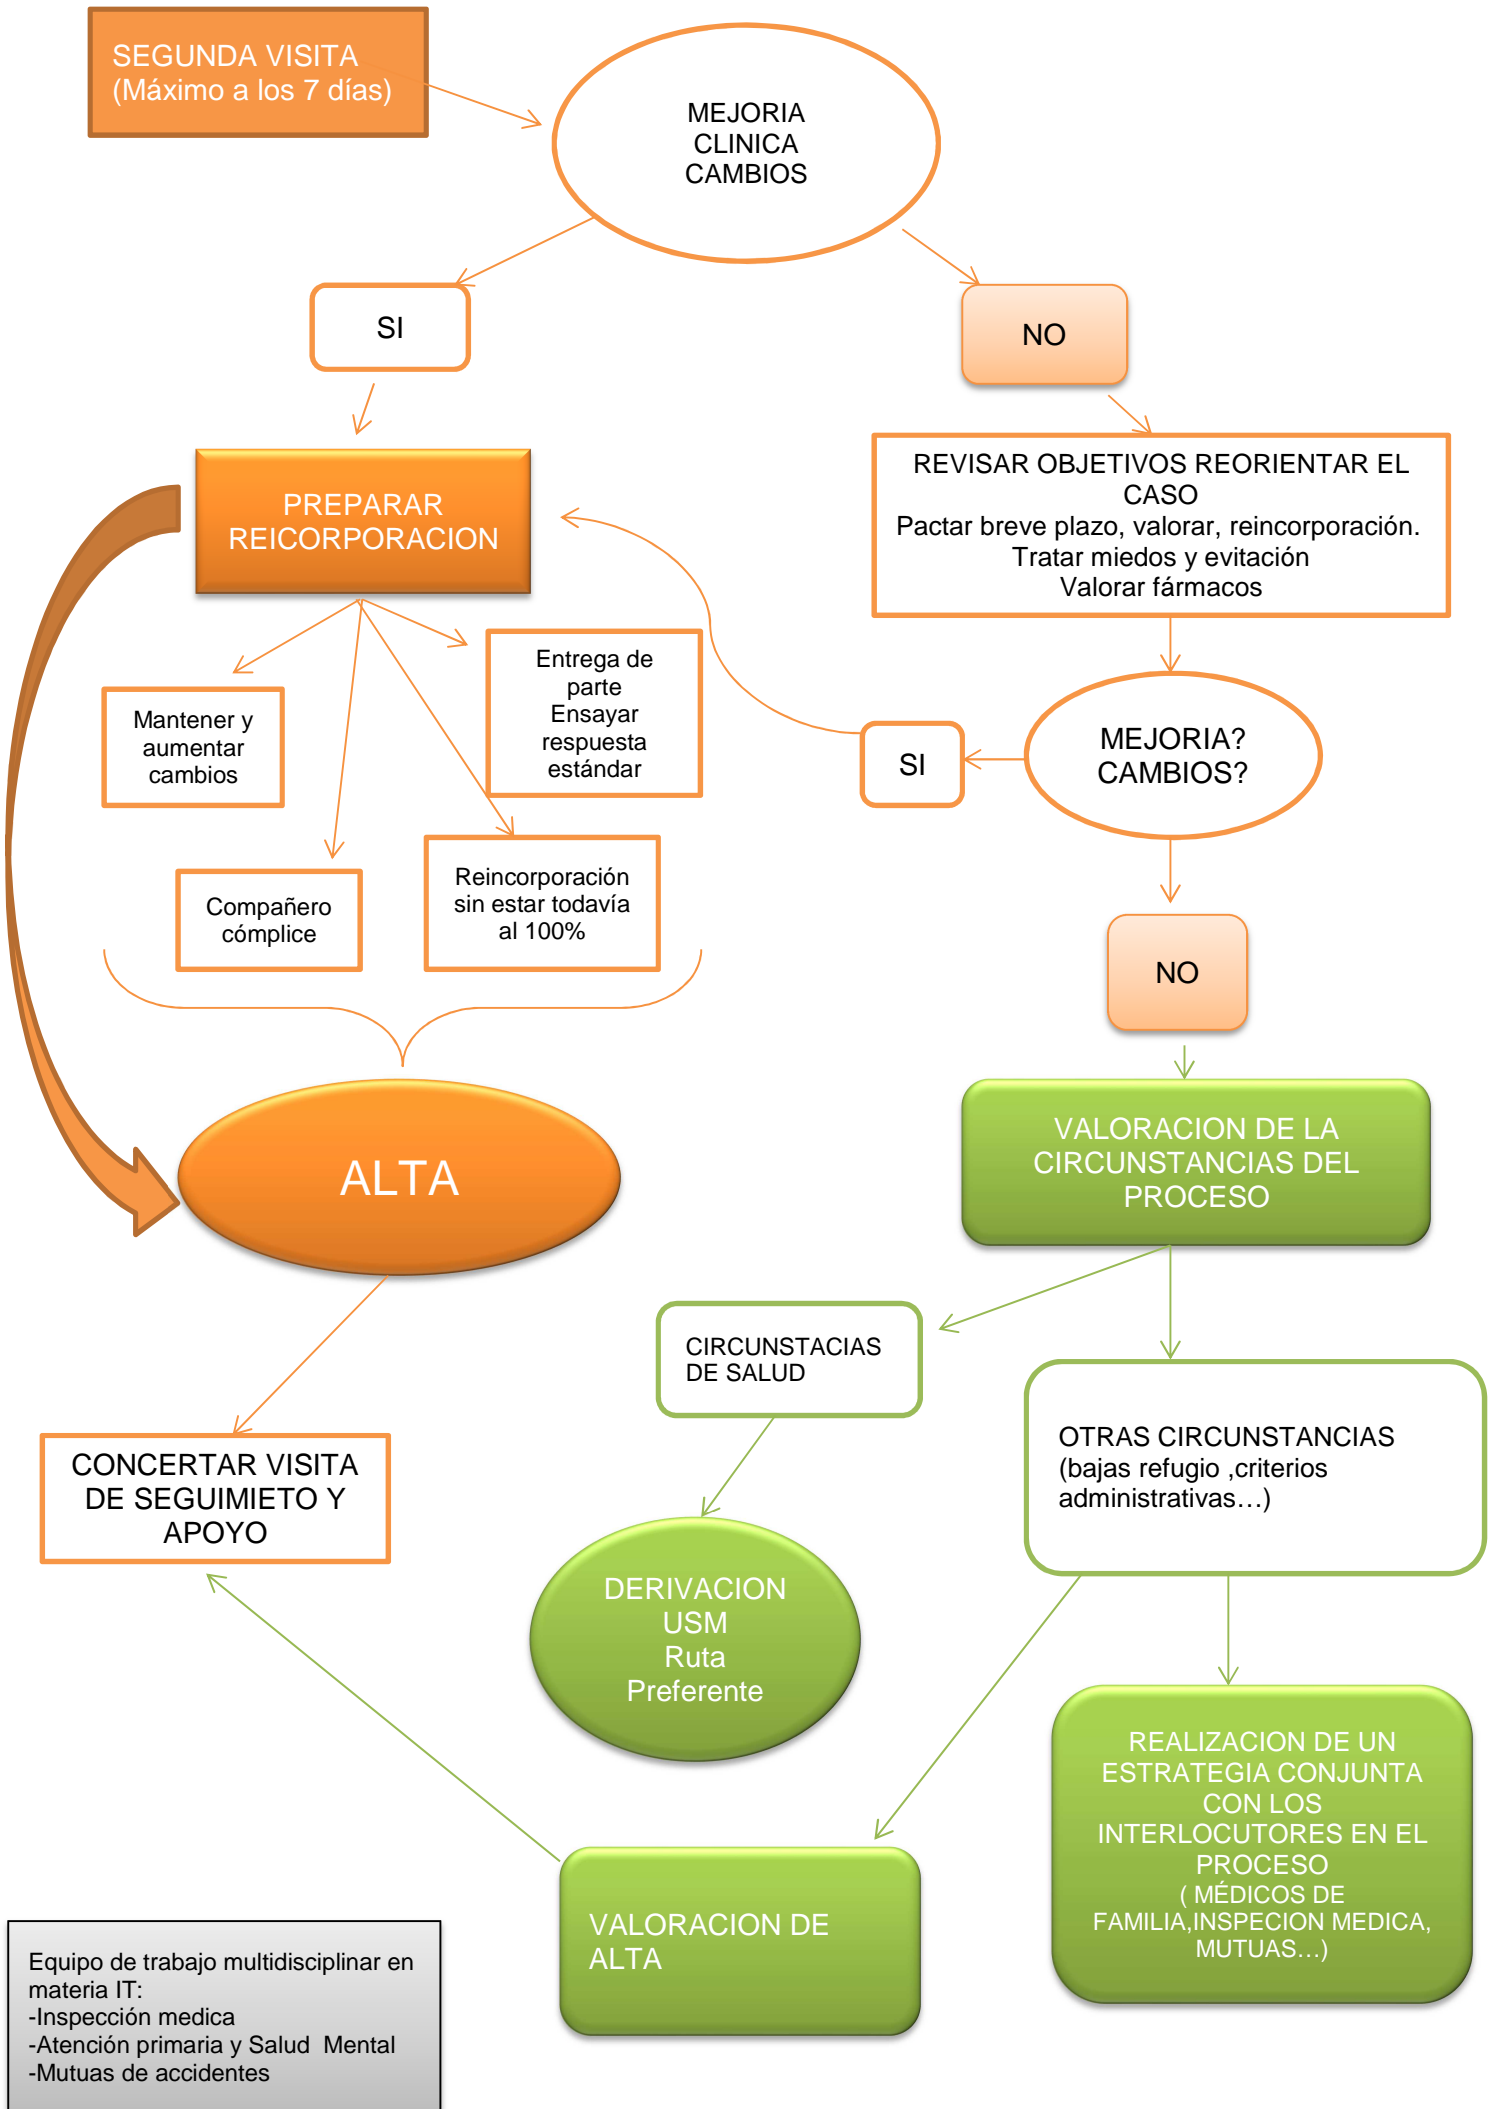 SEGUNDA VISITA
(Máximo a los 7 días)
MEJORIA
CLINICA
CAMBIOS
SI
NO
PREPARAR
REICORPORACION
REVISAR OBJETIVOS REORIENTAR EL
CASO
Pactar breve plazo, valorar, reincorporación.
Tratar miedos y evitación
Valorar fármacos
Mantener y
aumentar
cambios
Entrega de
parte
Ensayar
respuesta
estándar
Compañero
cómplice
Reincorporación
sin estar todavía
al 100%
SI
MEJORIA?
CAMBIOS?
NO
ALTA
VALORACION DE LA
CIRCUNSTANCIAS DEL
PROCESO
CIRCUNSTACIAS
DE SALUD
OTRAS CIRCUNSTANCIAS
(bajas refugio ,criterios
administrativas…)
CONCERTAR VISITA
DE SEGUIMIETO Y
APOYO
DERIVACION
USM
Ruta
Preferente
REALIZACION DE UN
ESTRATEGIA CONJUNTA
CON LOS
INTERLOCUTORES EN EL
PROCESO
( MÉDICOS DE
FAMILIA,INSPECION MEDICA,
MUTUAS…)
VALORACION DE
ALTA
Equipo de trabajo multidisciplinar en
materia IT:
-Inspección medica
-Atención primaria y Salud  Mental
-Mutuas de accidentes